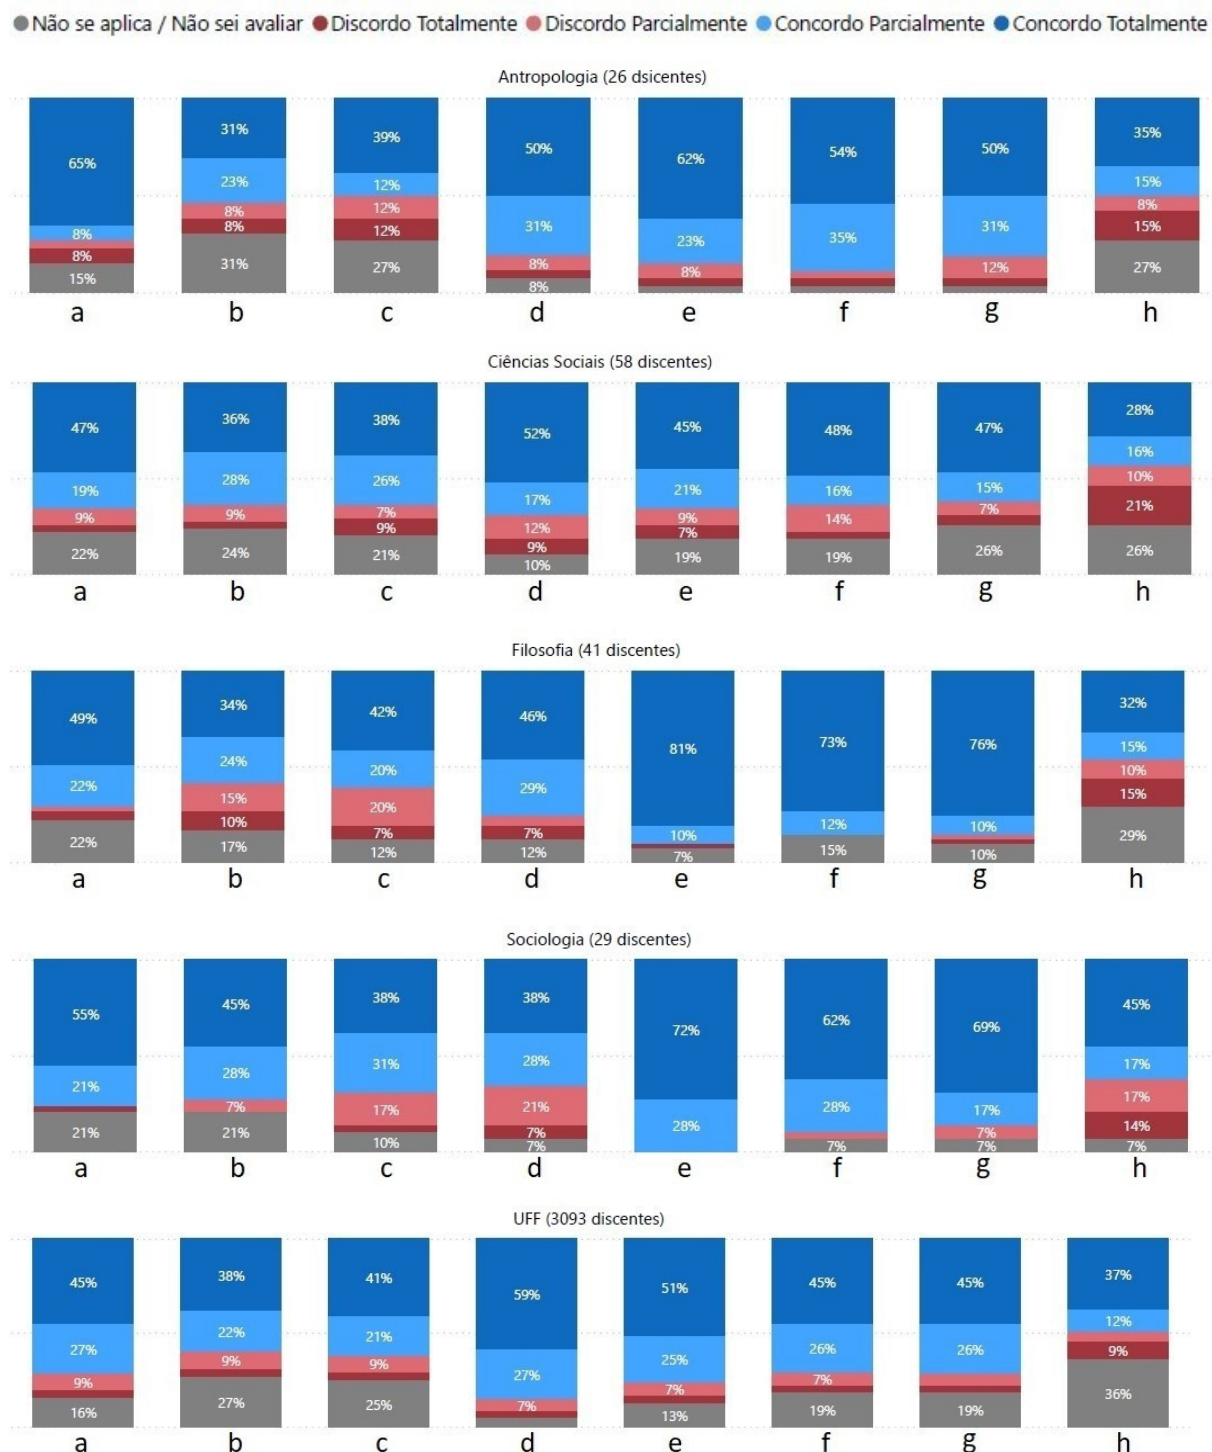 Não se aplica / Não sei avaliar Discordo Totalmente Discordo Parcialmente Concordo Parcialmente Concordo Totalmente
Antropologia (26 dsicentes)
65% 31% 39% 50% 62% 54% 50% 35%
8% 23% 12% 31% 23% 35% 31% 15%
8% 12% 8% 8% 12% 8%
8% 8% 12% 15%
15% 31% 27% 8% 27%
a b c d e f g h
Ciências Sociais (58 discentes)
47% 36% 38% 52% 45% 48% 47% 28%
19% 28% 26% 17% 21% 16% 15% 16%
9% 9% 7% 12% 9% 14% 7% 10%
9% 9% 7% 21%
22% 24% 21% 10% 19% 19% 26% 26%
a b c d e f g h
Filosofia (41 discentes)
49% 34% 42% 46% 81% 73% 76% 32%
22% 24% 20% 29% 10% 12% 10% 15%
15% 20% 10%
10% 7% 7% 15%
22% 17% 12% 12% 7% 15% 10% 29%
a b c d e f g h
Sociologia (29 discentes)
55% 45% 38% 38% 72% 62% 69% 45%
21% 28% 31% 28% 28% 28% 17% 17%
7% 17% 21% 7% 17%
7% 14%
21% 21% 10% 7% 7% 7% 7%
a b c d e f g h
UFF (3093 discentes)
45% 38% 41% 59% 51% 45% 45% 37%
27% 22% 21% 27% 25% 26% 26% 12%
9% 9% 9% 7% 7% 7%
9%
16% 27% 25% 13% 19% 19% 36%
a b c d e f g h